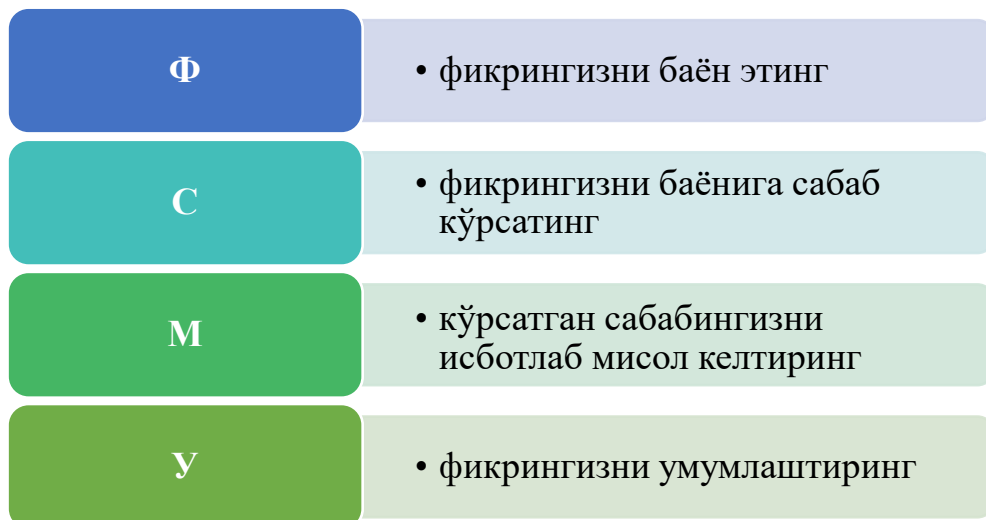 Ф
• фикрингизни баён этинг
С
• фикрингизни баёнига сабаб
кўрсатинг
М
• кўрсатган сабабингизни
исботлаб мисол келтиринг
У
• фикрингизни умумлаштиринг